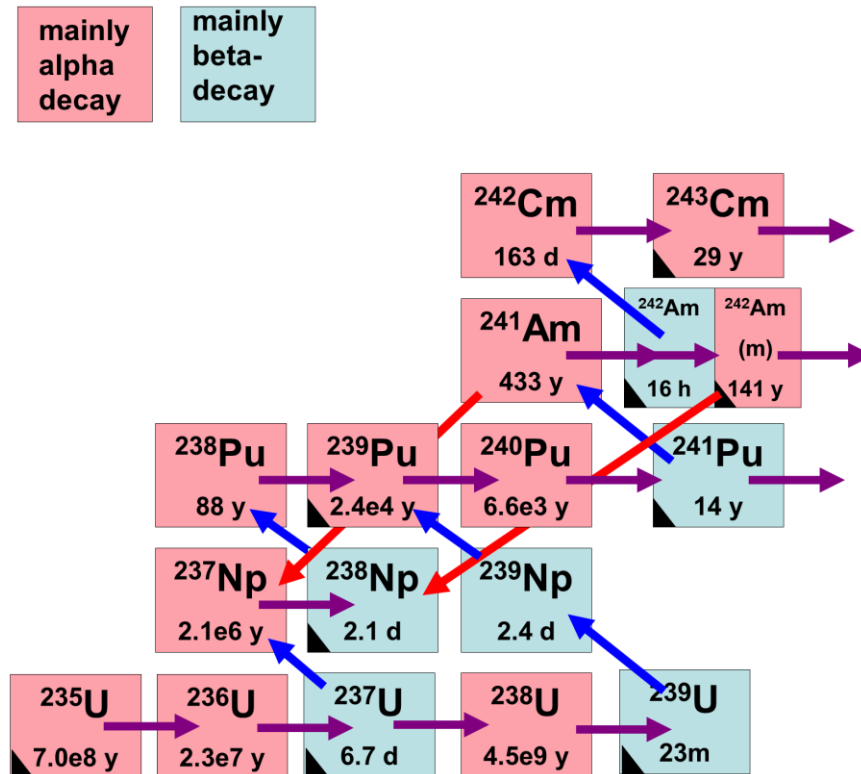 mainly
alpha
decay
mainly
beta-
decay
²⁴²Cm
163 d
²⁴³Cm
29 y
²⁴¹Am
433 y
²⁴²Am
16 h
²⁴²Am
(m)
141 y
²³⁸Pu
88 y
²³⁹Pu
2.4e4 y
²⁴⁰Pu
6.6e3 y
²⁴¹Pu
14 y
²³⁷Np
2.1e6 y
²³⁸Np
2.1 d
²³⁹Np
2.4 d
²³⁵U
7.0e8 y
²³⁶U
2.3e7 y
²³⁷U
6.7 d
²³⁸U
4.5e9 y
²³⁹U
23m